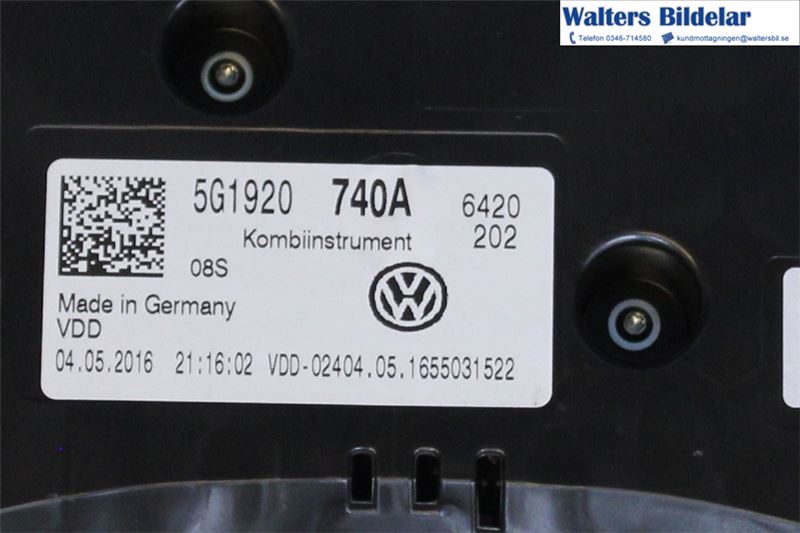 Walters Bildelar
Telefon 0346-714580 kundmottagningen@waltersbil.se
5G1920 740A 6420
Kombiinstrument 202
08S
Made in Germany
VDD
04.05.2016 21:16:02 VDD-02404.05.1655031522